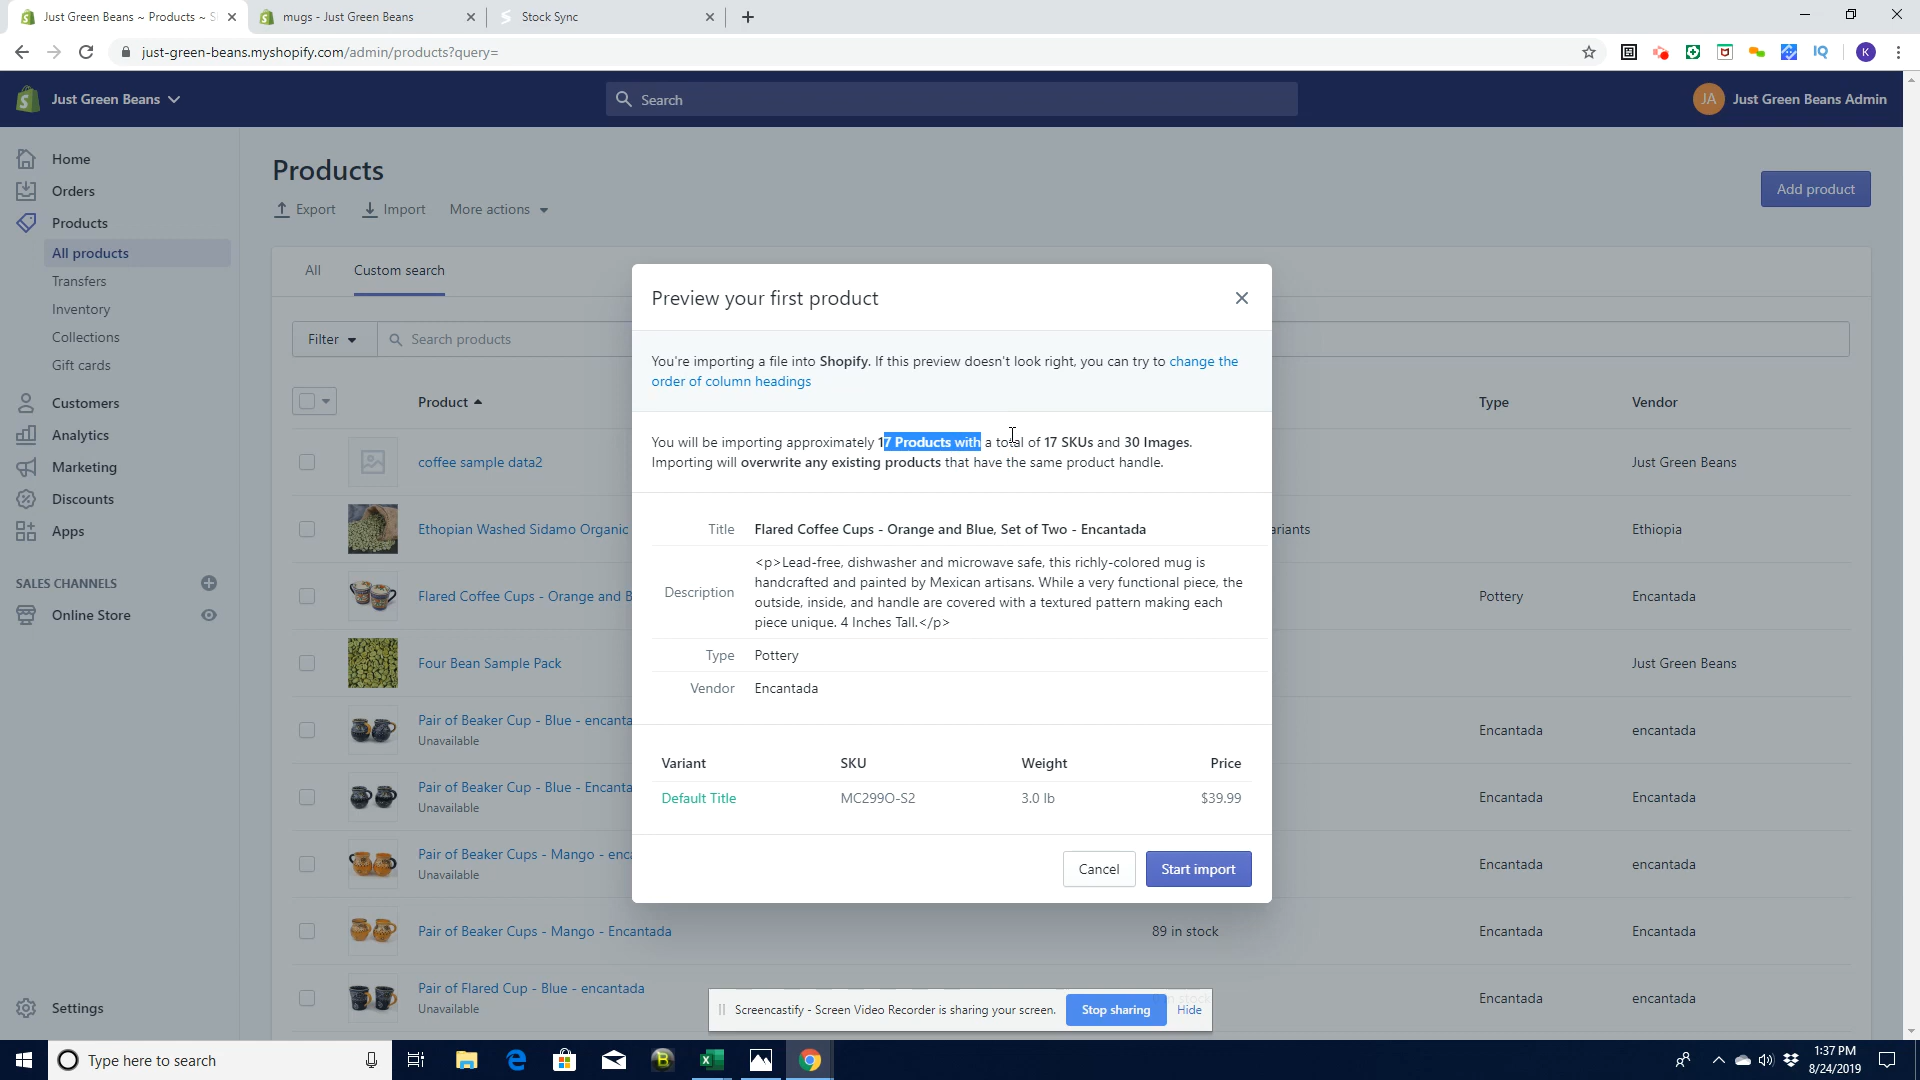 Just Green Beans ~ Products ~ S
mugs - Just Green Beans
Stock Sync
just-green-beans.myshopify.com/admin/products?query=
IQ
K
Just Green Beans
Search
JA
Just Green Beans Admin
Home
Orders
Products
All products
Transfers
Inventory
Collections
Gift cards
Customers
Analytics
Marketing
Discounts
Apps
SALES CHANNELS
Online Store
Settings
Products
Export
Import
More actions
Add product
All
Custom search
Filter
Search products
Product
Type
Vendor
coffee sample data2
Just Green Beans
Ethopian Washed Sidamo Organic
ariants
Ethiopia
Flared Coffee Cups - Orange and B
Pottery
Encantada
Four Bean Sample Pack
Just Green Beans
Pair of Beaker Cup - Blue - encanta
Unavailable
Encantada
encantada
Pair of Beaker Cup - Blue - Encanta
Unavailable
Encantada
Encantada
Pair of Beaker Cups - Mango - enc
Unavailable
Encantada
encantada
Pair of Beaker Cups - Mango - Encantada
89 in stock
Encantada
Encantada
Pair of Flared Cup - Blue - encantada
Unavailable
Encantada
encantada
Preview your first product
You're importing a file into Shopify. If this preview doesn't look right, you can try to change the
order of column headings
You will be importing approximately 17 Products with a total of 17 SKUs and 30 Images.
Importing will overwrite any existing products that have the same product handle.
Title
Flared Coffee Cups - Orange and Blue, Set of Two - Encantada
Description
<p>Lead-free, dishwasher and microwave safe, this richly-colored mug is
handcrafted and painted by Mexican artisans. While a very functional piece, the
outside, inside, and handle are covered with a textured pattern making each
piece unique. 4 Inches Tall.</p>
Type
Pottery
Vendor
Encantada
Variant
SKU
Weight
Price
Default Title
MC299O-S2
3.0 lb
$39.99
Cancel
Start import
Screencastify - Screen Video Recorder is sharing your screen.
Stop sharing
Hide
Type here to search
1:37 PM
8/24/2019